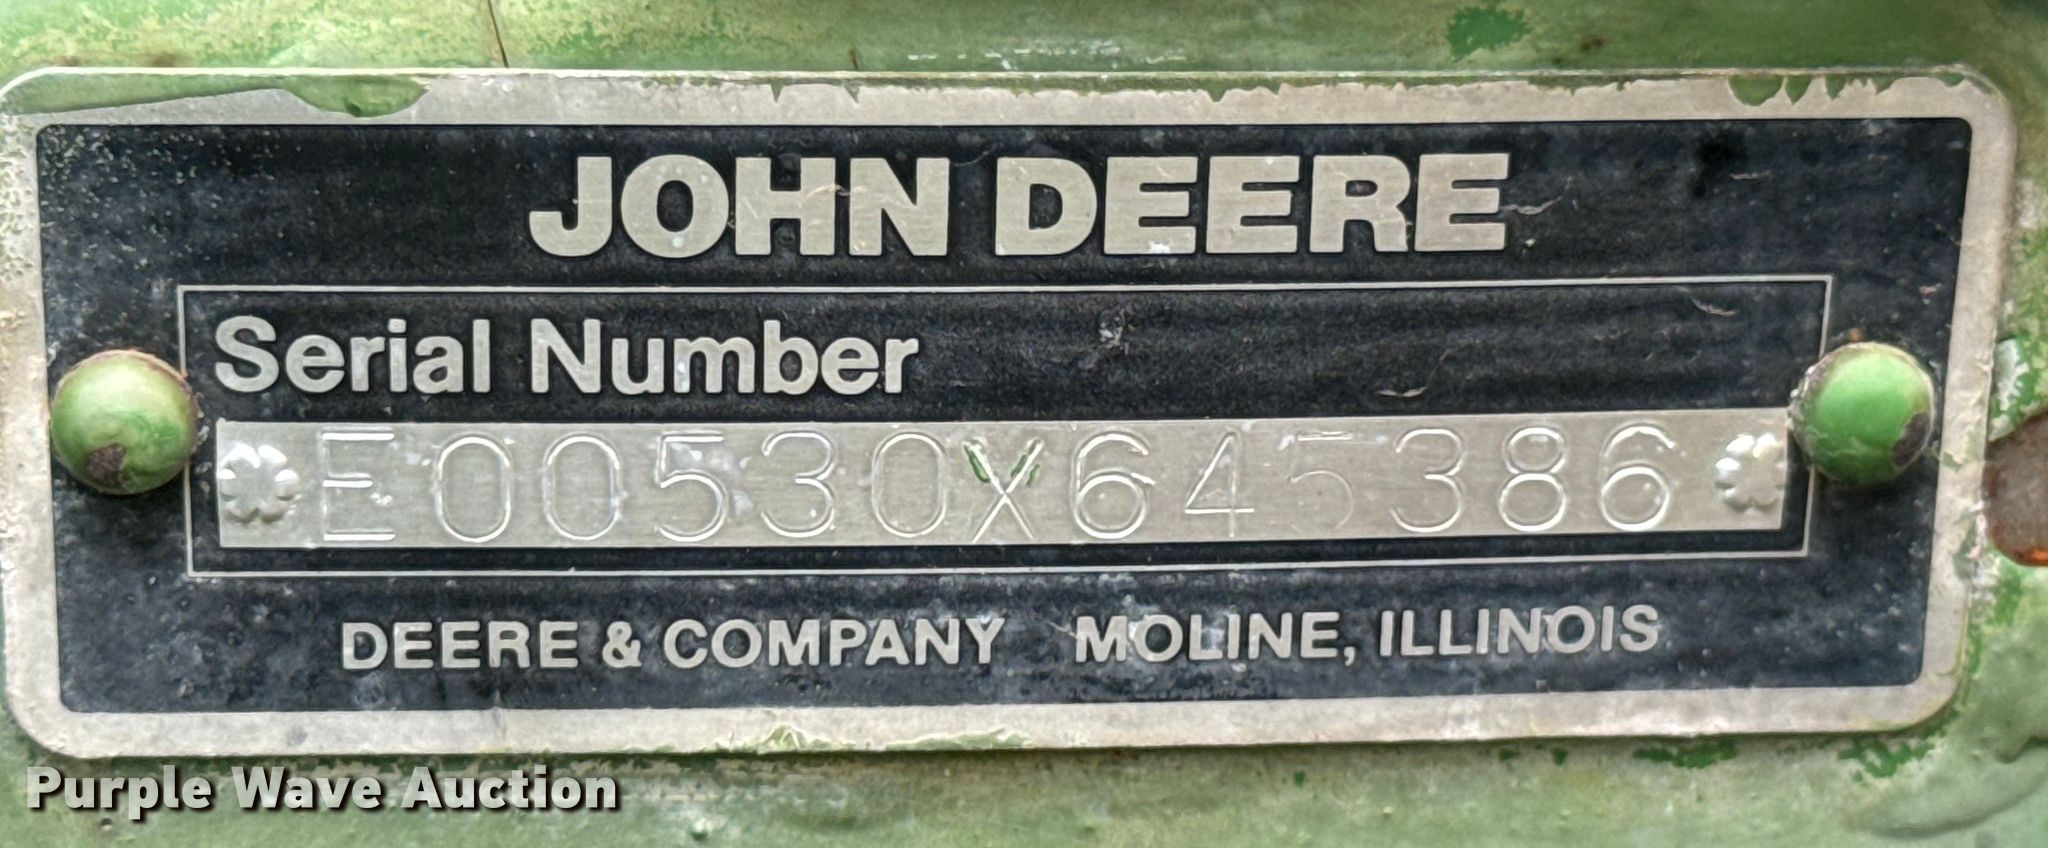 JOHN DEERE
Serial Number
E00530X645386
DEERE & COMPANY MOLINE, ILLINOIS
Purple Wave Auction